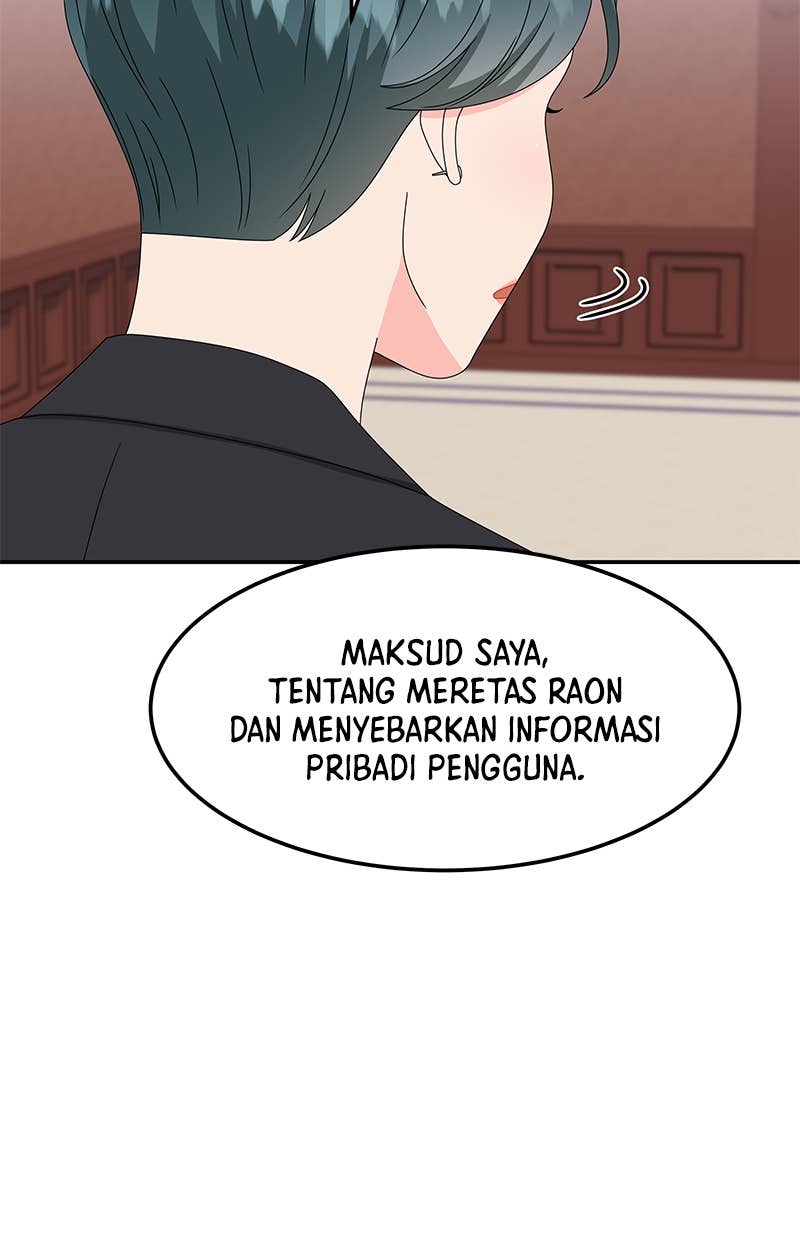 MAKSUD SAYA,
TENTANG MERETAS RAON
DAN MENYEBARKAN INFORMASI
PRIBADI PENGGUNA.